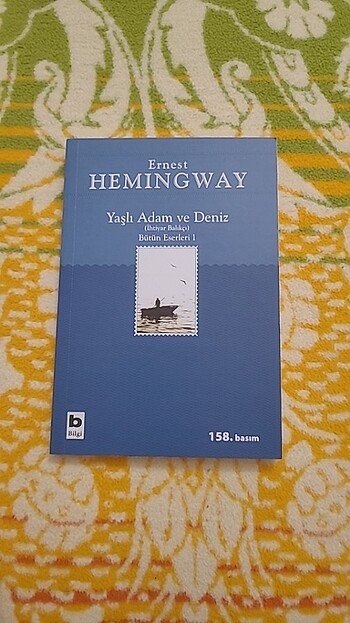 Ernest
HEMINGWAY
Yaşlı Adam ve Deniz
(İhtiyar Balıkçı)
Bütün Eserleri 1
b
Bilgi
158. basım